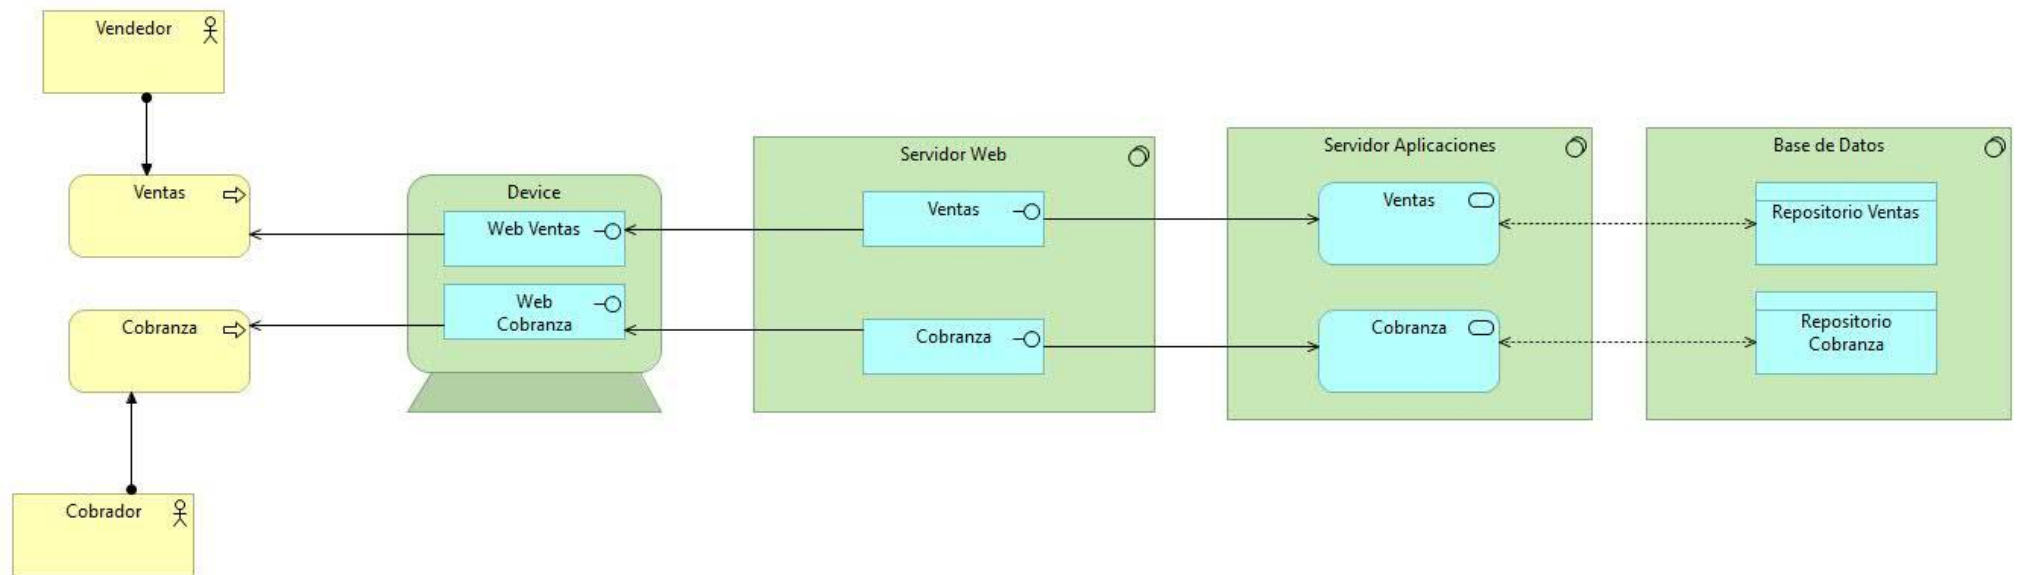 Vendedor
Ventas
Cobranza
Cobrador
Device
Web Ventas
Web
Cobranza
Servidor Web
Ventas
Cobranza
Servidor Aplicaciones
Ventas
Cobranza
Base de Datos
Repositorio Ventas
Repositorio
Cobranza